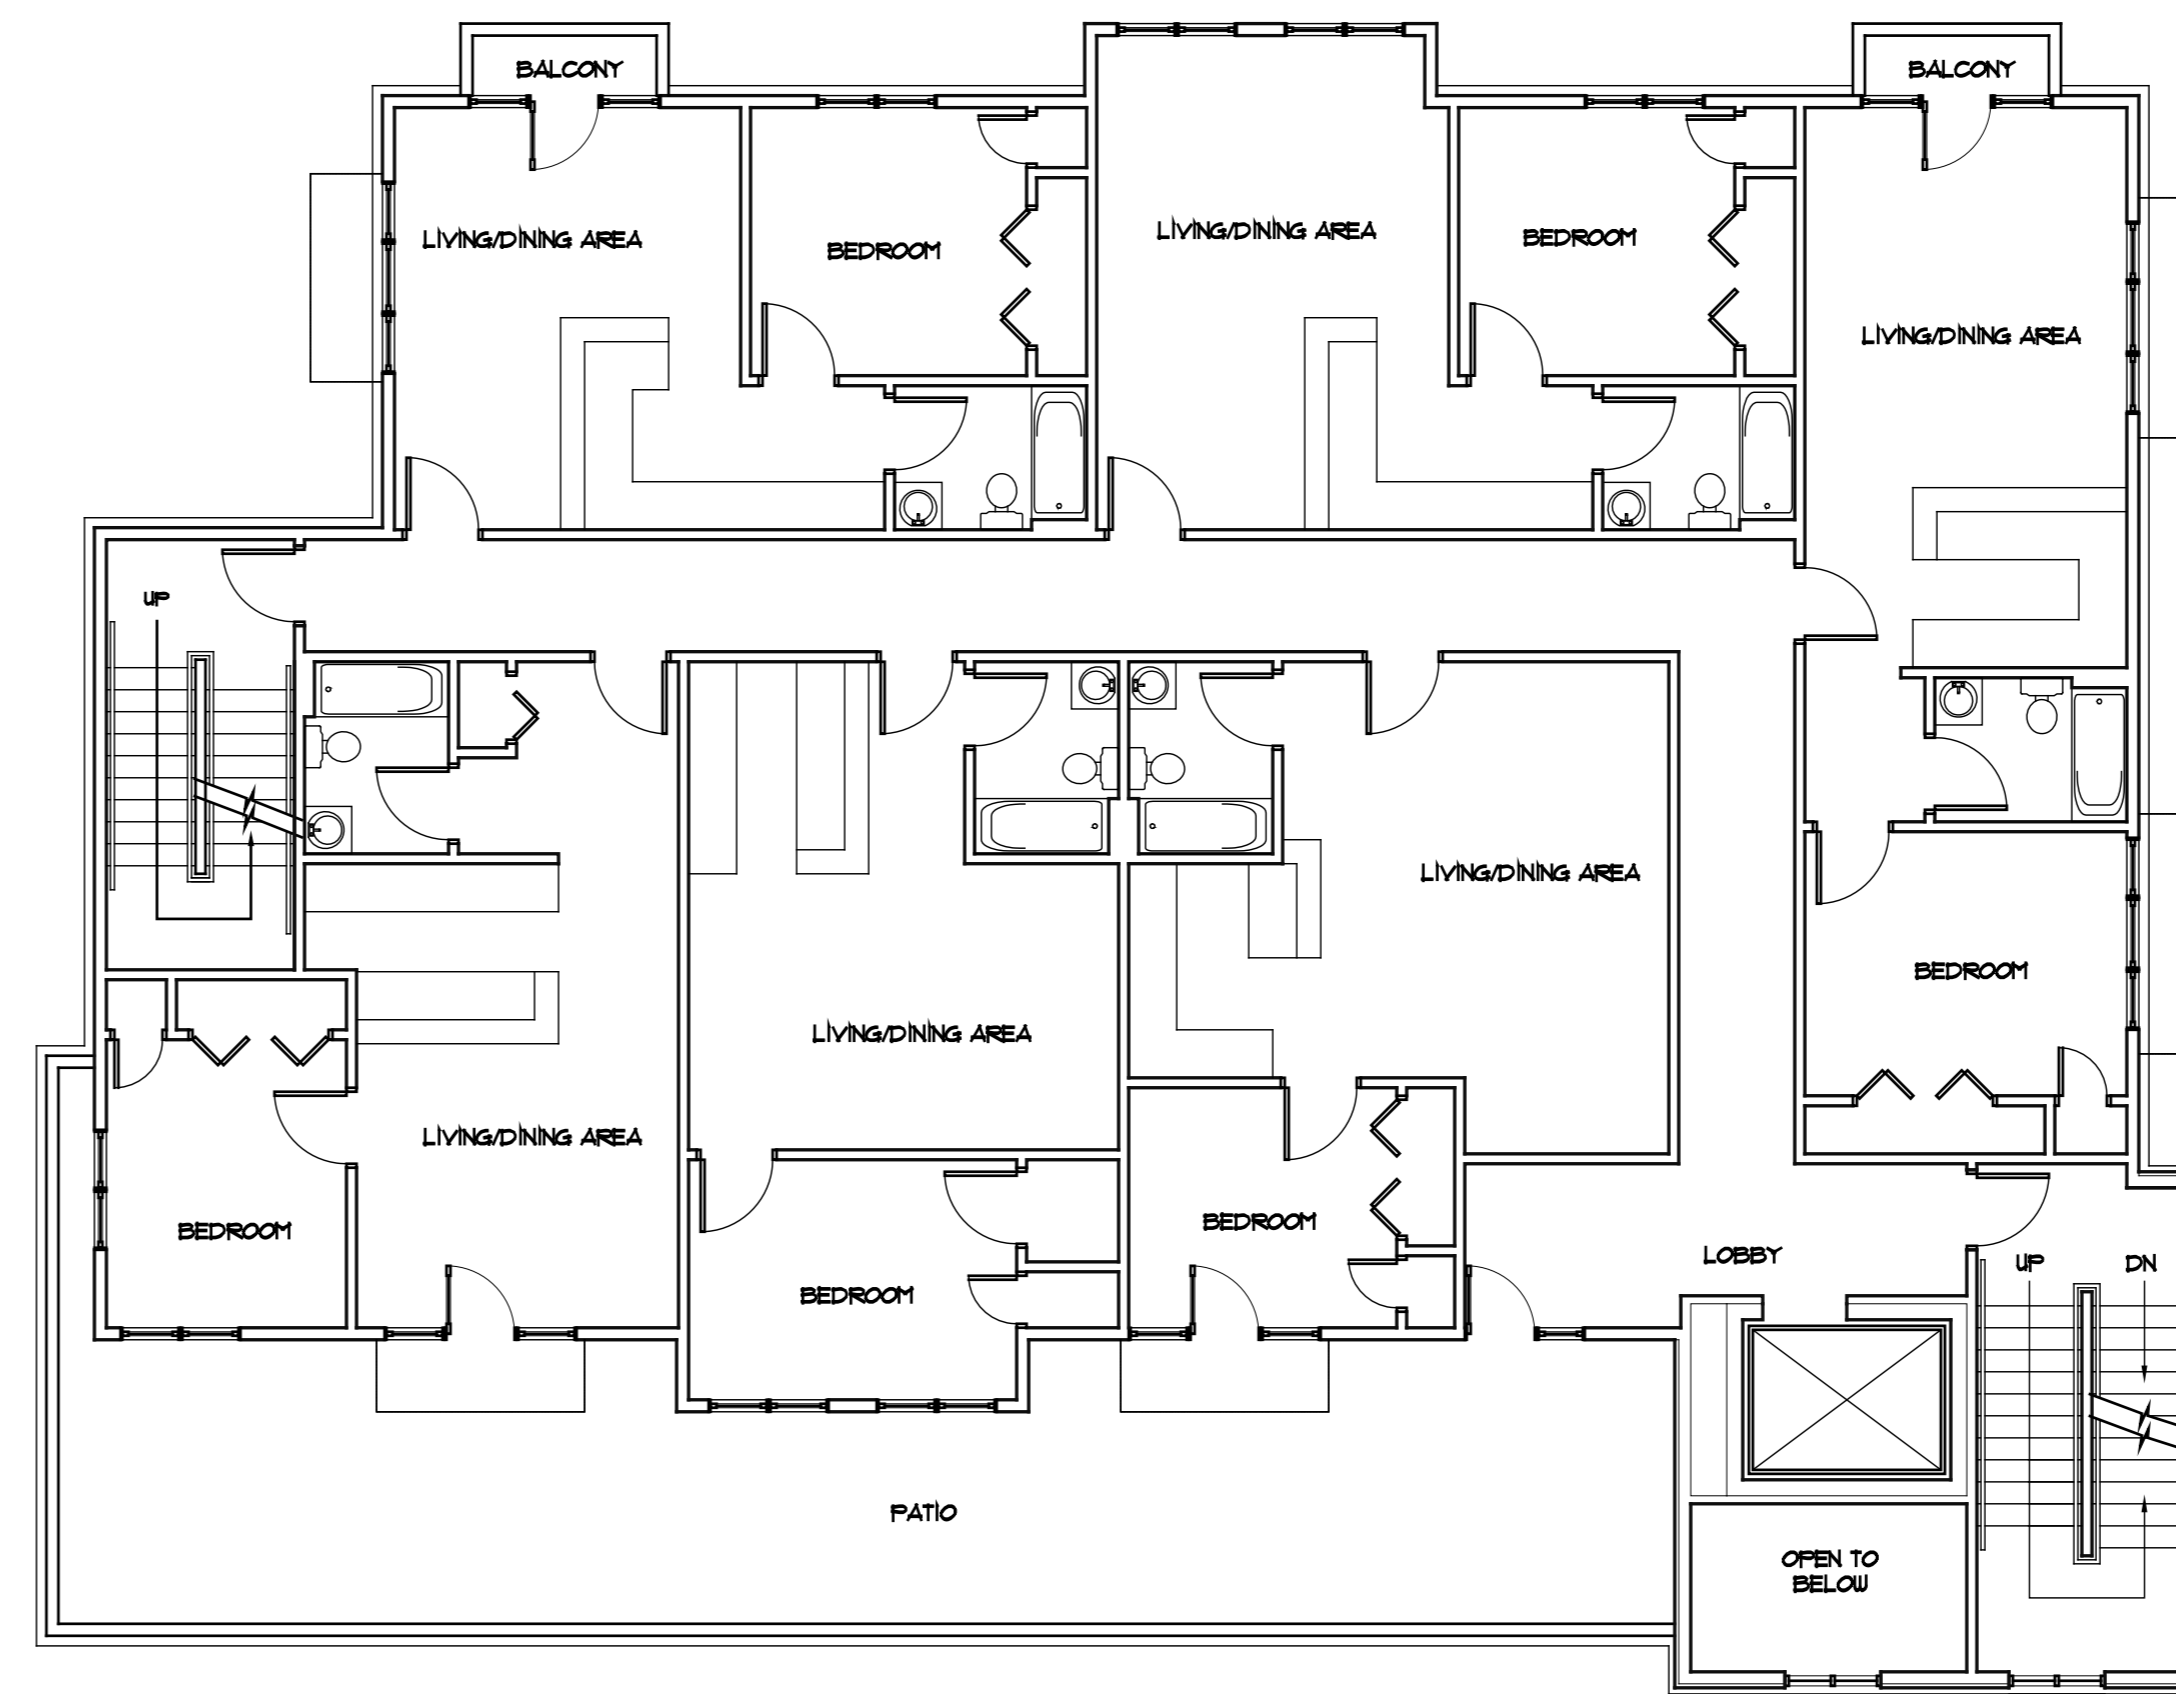 BALCONY
BALCONY
LIVING/DINING AREA
BEDROOM
LIVING/DINING AREA
BEDROOM
LIVING/DINING AREA
UP
LIVING/DINING AREA
BEDROOM
LIVING/DINING AREA
LIVING/DINING AREA
BEDROOM
BEDROOM
BEDROOM
LOBBY
UP
DN
PATIO
OPEN TO
BELOW